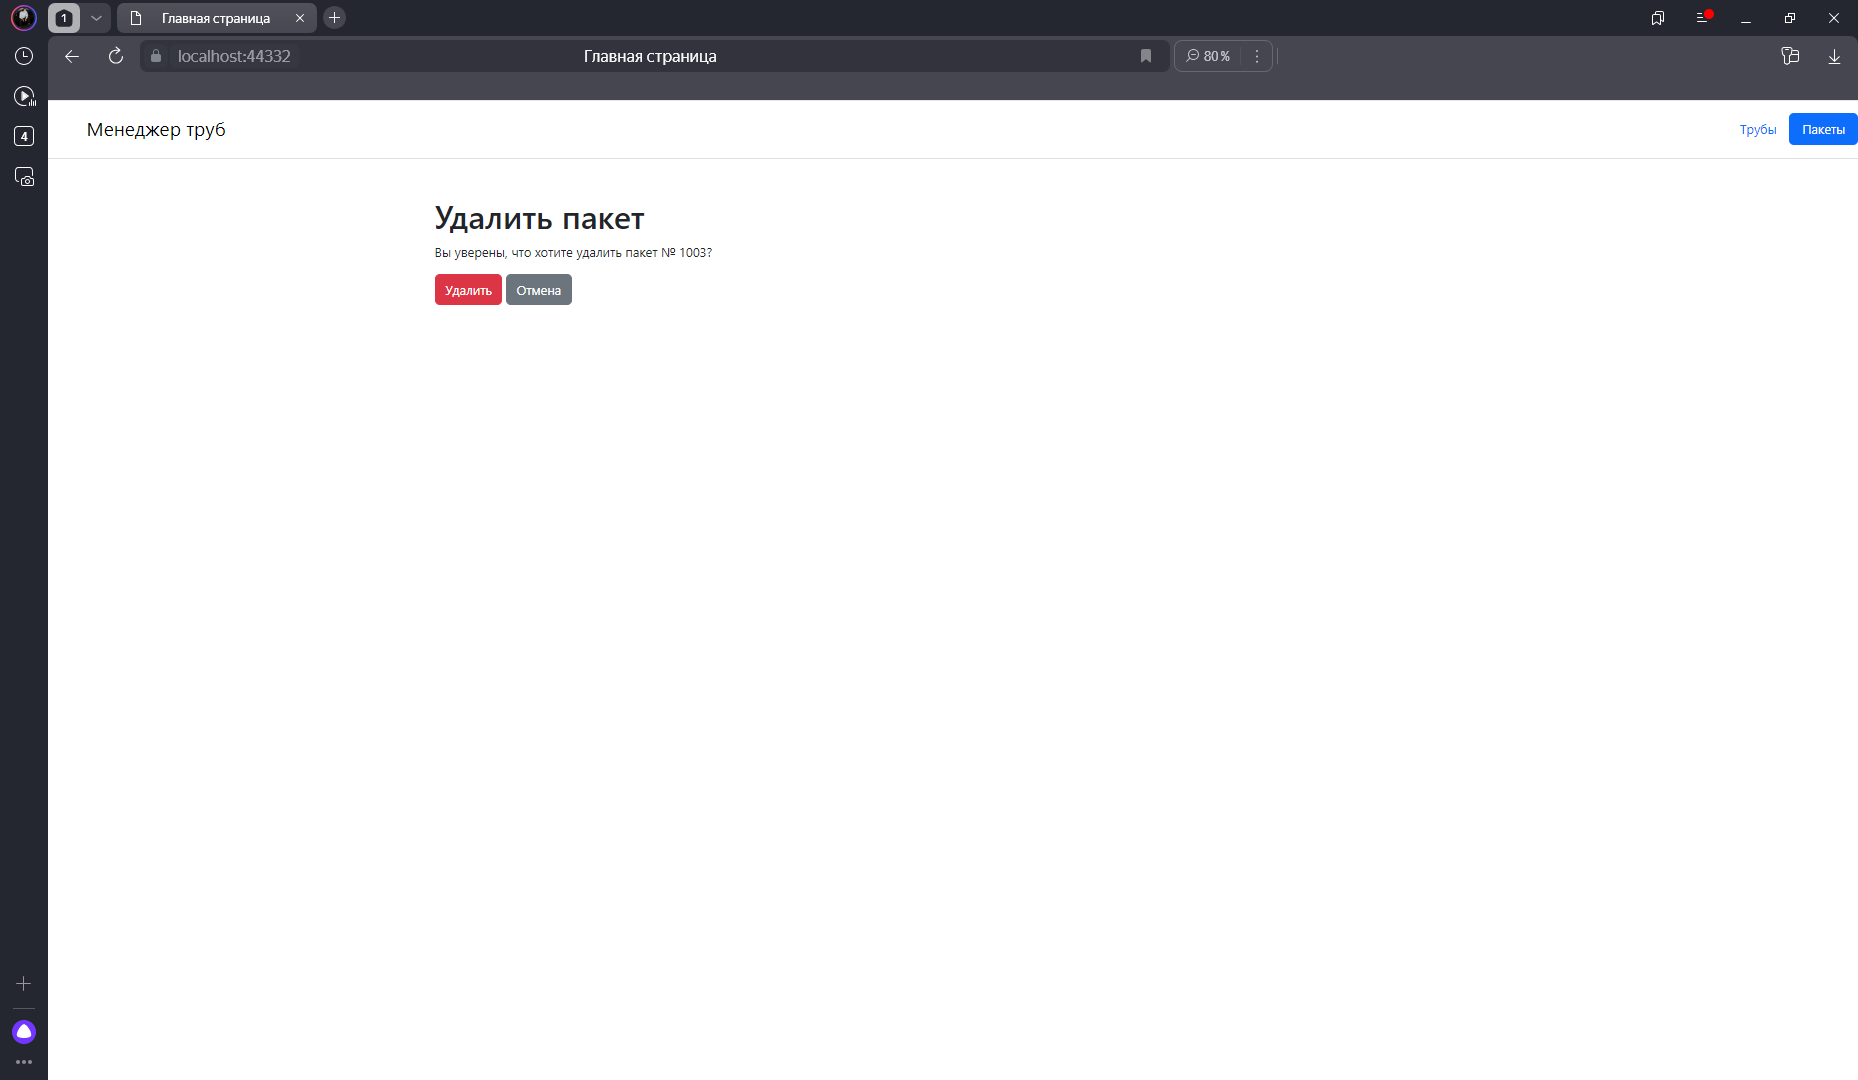 1
Главная страница
localhost:44332
Главная страница
80 %
4
Менеджер труб
Трубы
Пакеты
Удалить пакет
Вы уверены, что хотите удалить пакет № 1003?
Удалить
Отмена